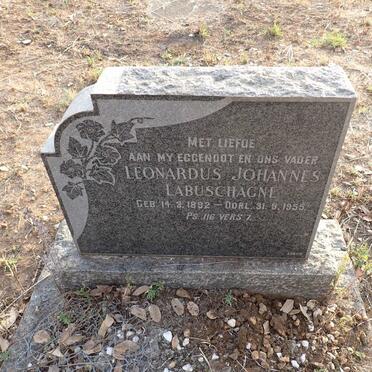 MET LIEFDE
AAN MY EGGENOOT EN ONS VADER
LEONARDUS JOHANNES
LABUSCHAGNE
GEB. 14.3.1892 – OORL. 31.8.1955.
PS. 116 VERS 7.